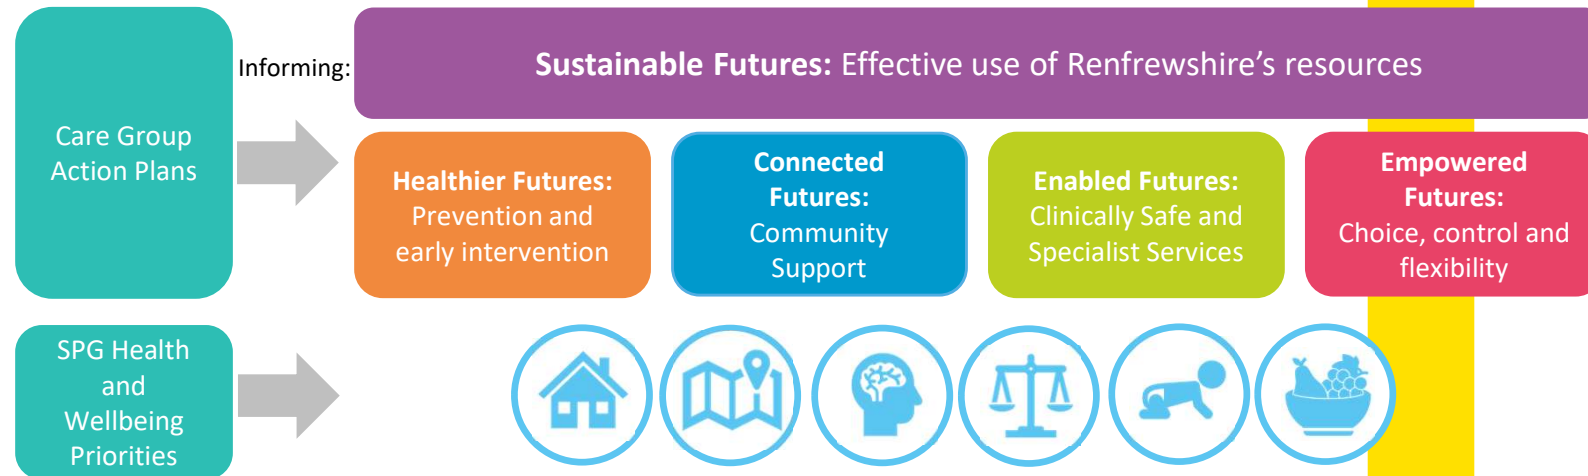 Care Group
Action Plans
Informing:
Sustainable Futures: Effective use of Renfrewshire’s resources
Healthier Futures:
Prevention and
early intervention
Connected
Futures:
Community
Support
Enabled Futures:
Clinically Safe and
Specialist Services
Empowered
Futures:
Choice, control and
flexibility
SPG Health
and
Wellbeing
Priorities